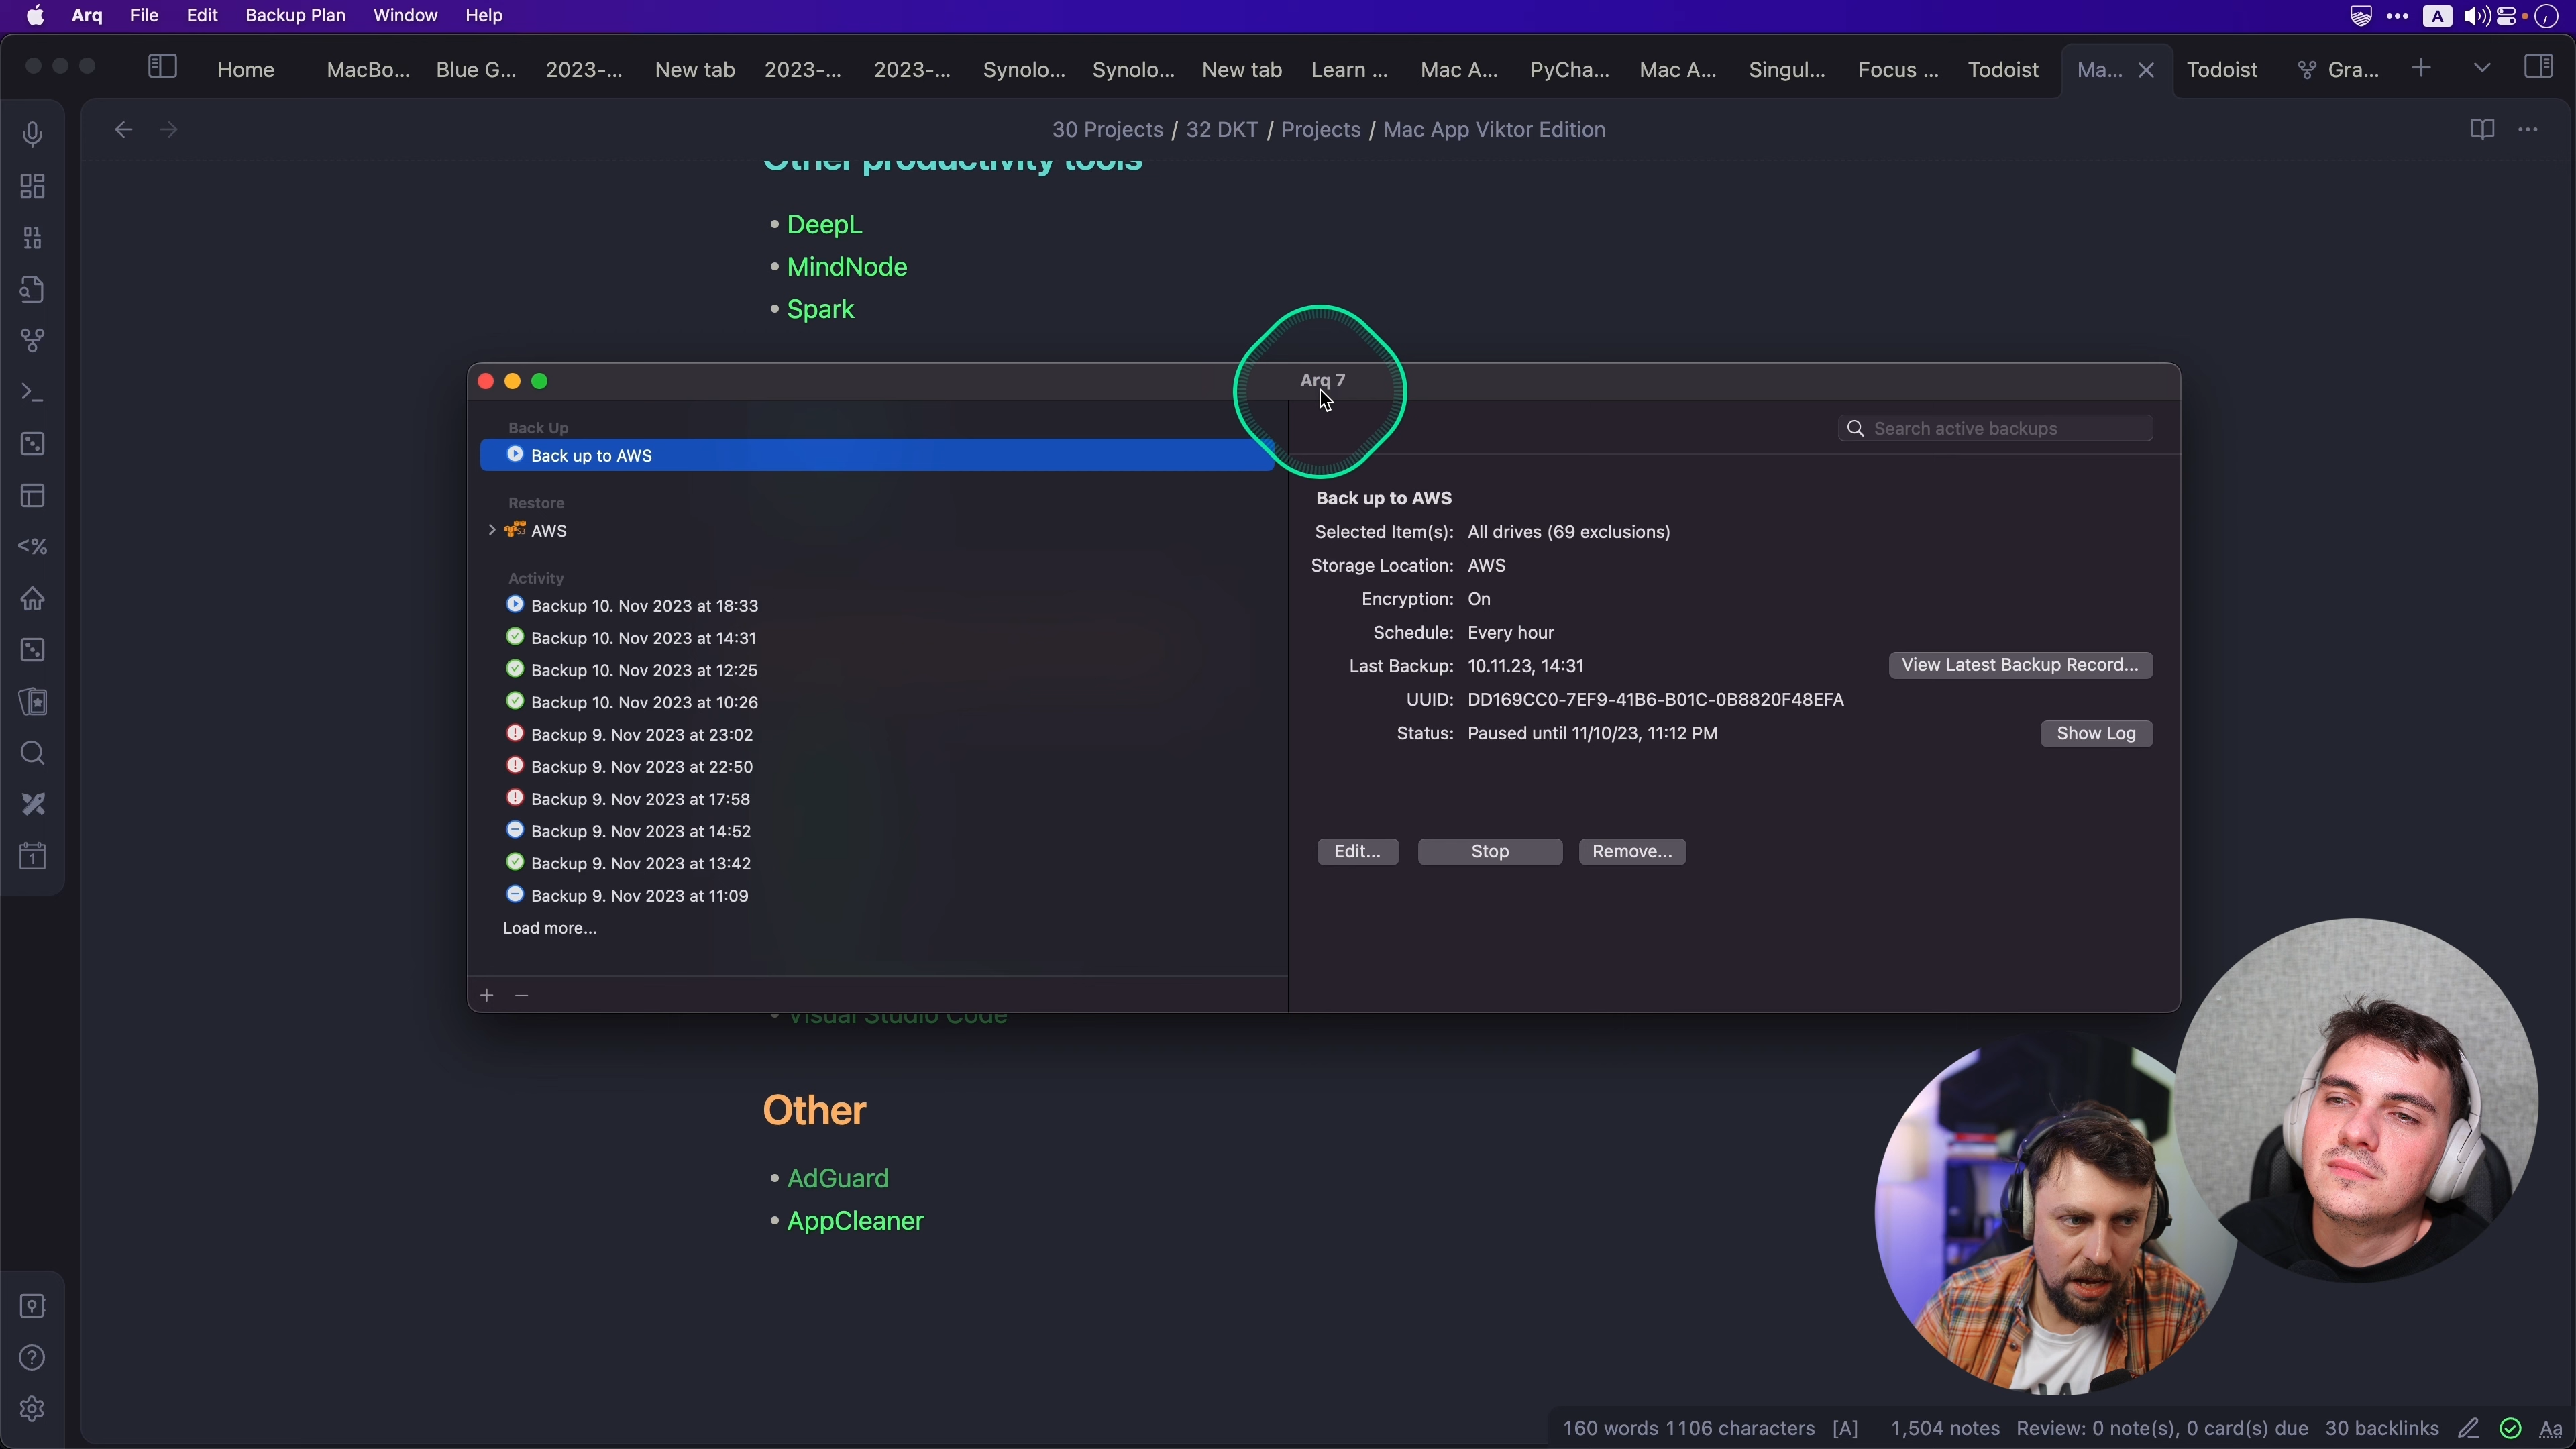 Arq File Edit Backup Plan Window Help A
Home MacBo... Blue G... 2023-... New tab 2023-... 2023-... Synolo... Synolo... New tab Learn ... Mac A... PyCha... Mac A... Singul... Focus ... Todoist Ma... Todoist Gra...
30 Projects / 32 DKT / Projects / Mac App Viktor Edition
Other productivity tools
DeepL
MindNode
Spark
Arq 7
Back Up
Back up to AWS
Restore
AWS
Activity
Backup 10. Nov 2023 at 18:33
Backup 10. Nov 2023 at 14:31
Backup 10. Nov 2023 at 12:25
Backup 10. Nov 2023 at 10:26
Backup 9. Nov 2023 at 23:02
Backup 9. Nov 2023 at 22:50
Backup 9. Nov 2023 at 17:58
Backup 9. Nov 2023 at 14:52
Backup 9. Nov 2023 at 13:42
Backup 9. Nov 2023 at 11:09
Load more...
Search active backups
Back up to AWS
Selected Item(s): All drives (69 exclusions)
Storage Location: AWS
Encryption: On
Schedule: Every hour
Last Backup: 10.11.23, 14:31 View Latest Backup Record...
UUID: DD169CC0-7EF9-41B6-B01C-0B8820F48EFA
Status: Paused until 11/10/23, 11:12 PM Show Log
Edit... Stop Remove...
Visual Studio Code
Other
AdGuard
AppCleaner
160 words 1106 characters [A] 1,504 notes Review: 0 note(s), 0 card(s) due 30 backlinks Aa